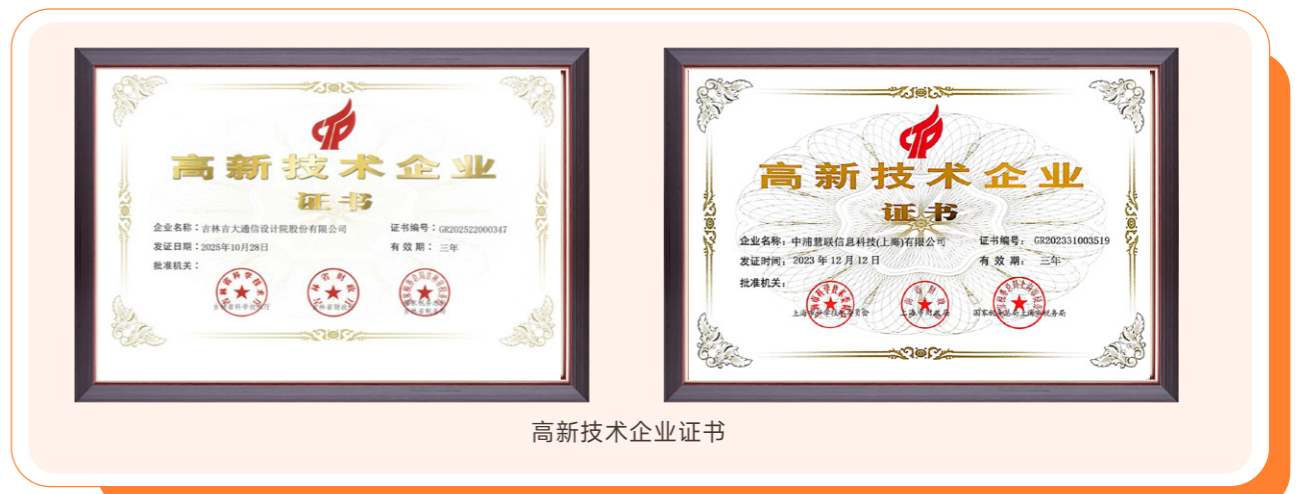 高新技术企业
证书
企业名称：吉林吉大通信设计院股份有限公司
证书编号：GR202522000347
发证日期：2025年10月28日
有效期：三年
批准机关：
高新技术企业
证书
企业名称：中浦慧联信息科技(上海)有限公司
证书编号：GR202331003519
发证时间：2023年12月12日
有效期：三年
批准机关：
高新技术企业证书